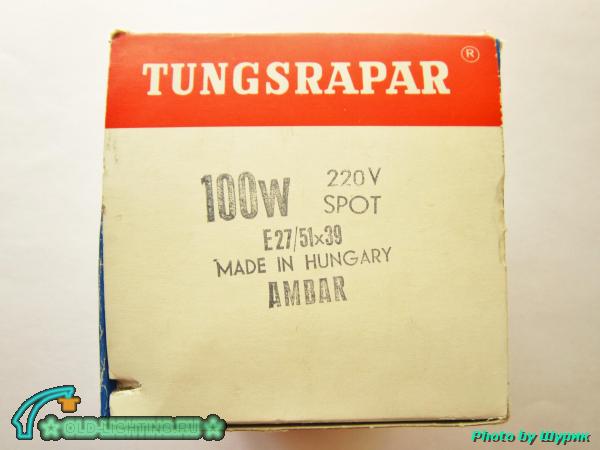 TUNGSRAPAR ®
100W 220V
SPOT
E27/51x39
MADE IN HUNGARY
AMBAR
OLD-LIGHTING.RU
Photo by Шурик